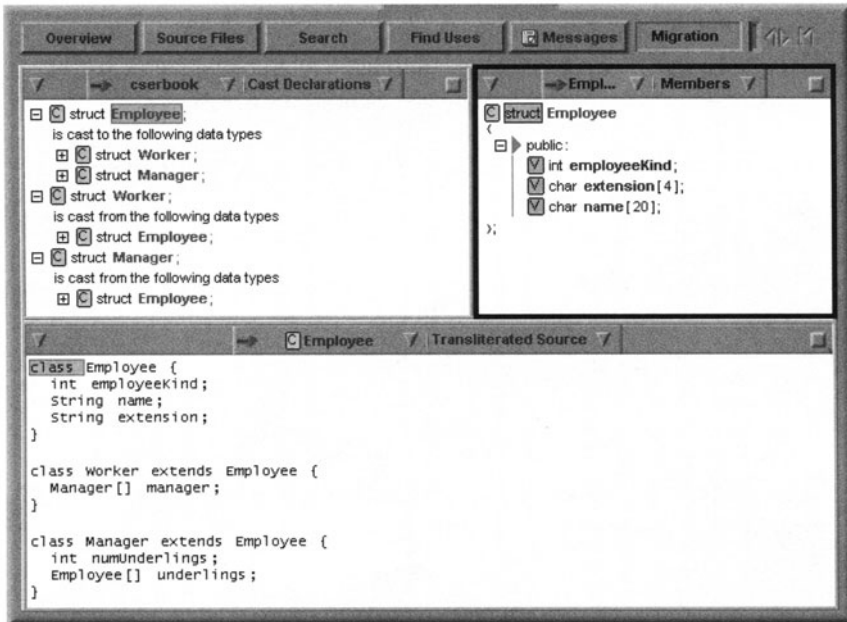 Overview Source Files Search Find Uses Messages Migration
cserbook Cast Declarations
C struct Employee;
is cast to the following data types
C struct Worker;
C struct Manager;
C struct Worker;
is cast from the following data types
C struct Employee;
C struct Manager;
is cast from the following data types
C struct Employee;
Empl... Members
C struct Employee
{
public:
V int employeeKind;
V char extension[4];
V char name[20];
};
C Employee Transliterated Source
class Employee {
int employeeKind;
String name;
String extension;
}
class Worker extends Employee {
Manager[] manager;
}
class Manager extends Employee {
int numUnderlings;
Employee[] underlings;
}